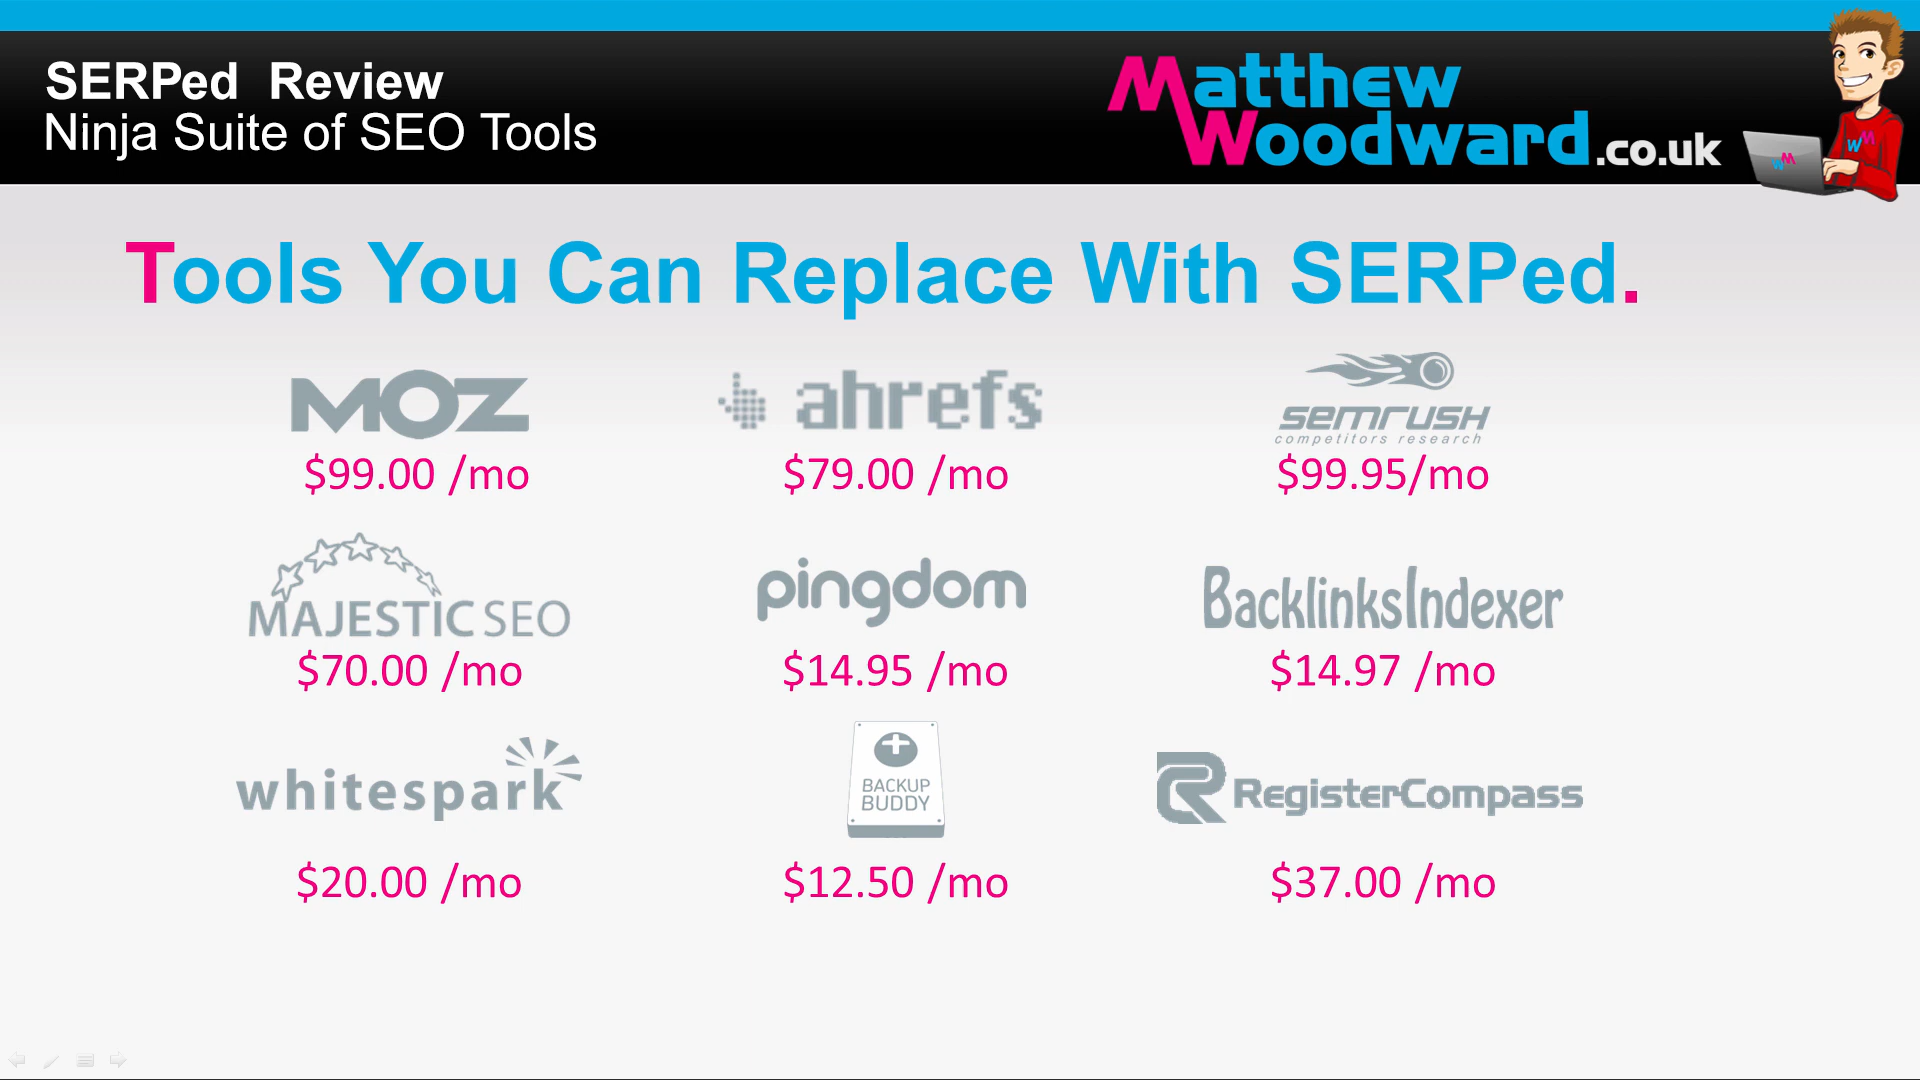 SERPed Review
Ninja Suite of SEO Tools
Matthew
Woodward.co.uk
WM
WM
Tools You Can Replace With SERPed.
MOZ
ahrefs
semrush
competitors research
$99.00 /mo
$79.00 /mo
$99.95/mo
MAJESTIC SEO
pingdom
BacklinksIndexer
$70.00 /mo
$14.95 /mo
$14.97 /mo
whitespark
BACKUP
BUDDY
RegisterCompass
$20.00 /mo
$12.50 /mo
$37.00 /mo